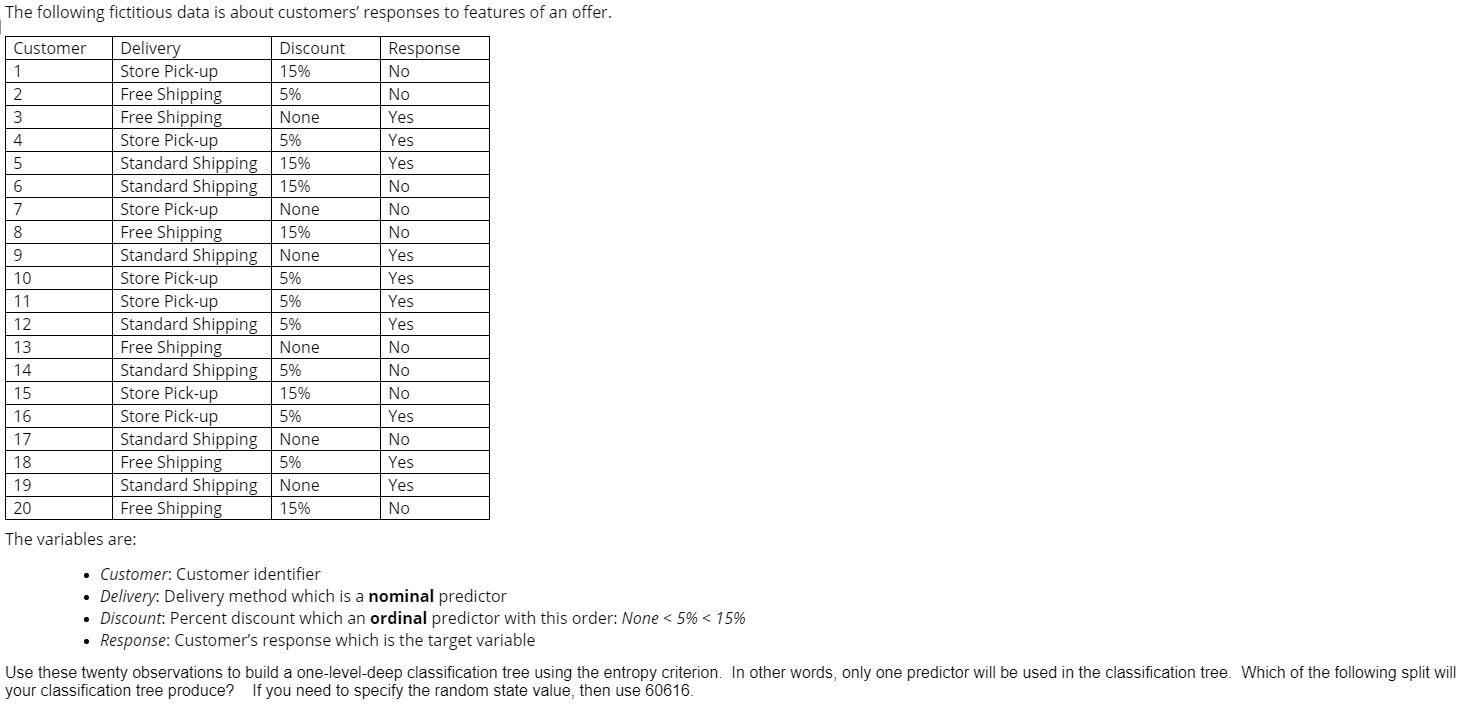 The following fictitious data is about customers' responses to features of an offer.
Customer Delivery Discount Response
1 Store Pick-up 15% No
2 Free Shipping 5% No
3 Free Shipping None Yes
4 Store Pick-up 5% Yes
5 Standard Shipping 15% Yes
6 Standard Shipping 15% No
7 Store Pick-up None No
8 Free Shipping 15% No
9 Standard Shipping None Yes
10 Store Pick-up 5% Yes
11 Store Pick-up 5% Yes
12 Standard Shipping 5% Yes
13 Free Shipping None No
14 Standard Shipping 5% No
15 Store Pick-up 15% No
16 Store Pick-up 5% Yes
17 Standard Shipping None No
18 Free Shipping 5% Yes
19 Standard Shipping None Yes
20 Free Shipping 15% No
The variables are:
• Customer: Customer identifier
• Delivery: Delivery method which is a nominal predictor
• Discount: Percent discount which an ordinal predictor with this order: None < 5% < 15%
• Response: Customer's response which is the target variable
Use these twenty observations to build a one-level-deep classification tree using the entropy criterion. In other words, only one predictor will be used in the classification tree. Which of the following split will
your classification tree produce? If you need to specify the random state value, then use 60616.